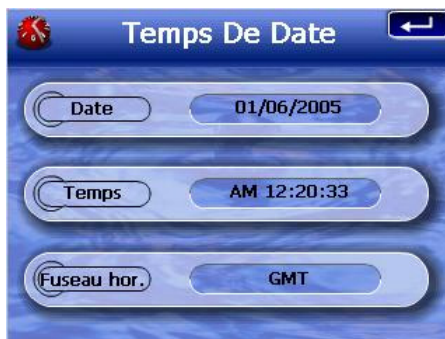 Temps De Date
Date 01/06/2005
Temps AM 12:20:33
Fuseau hor. GMT